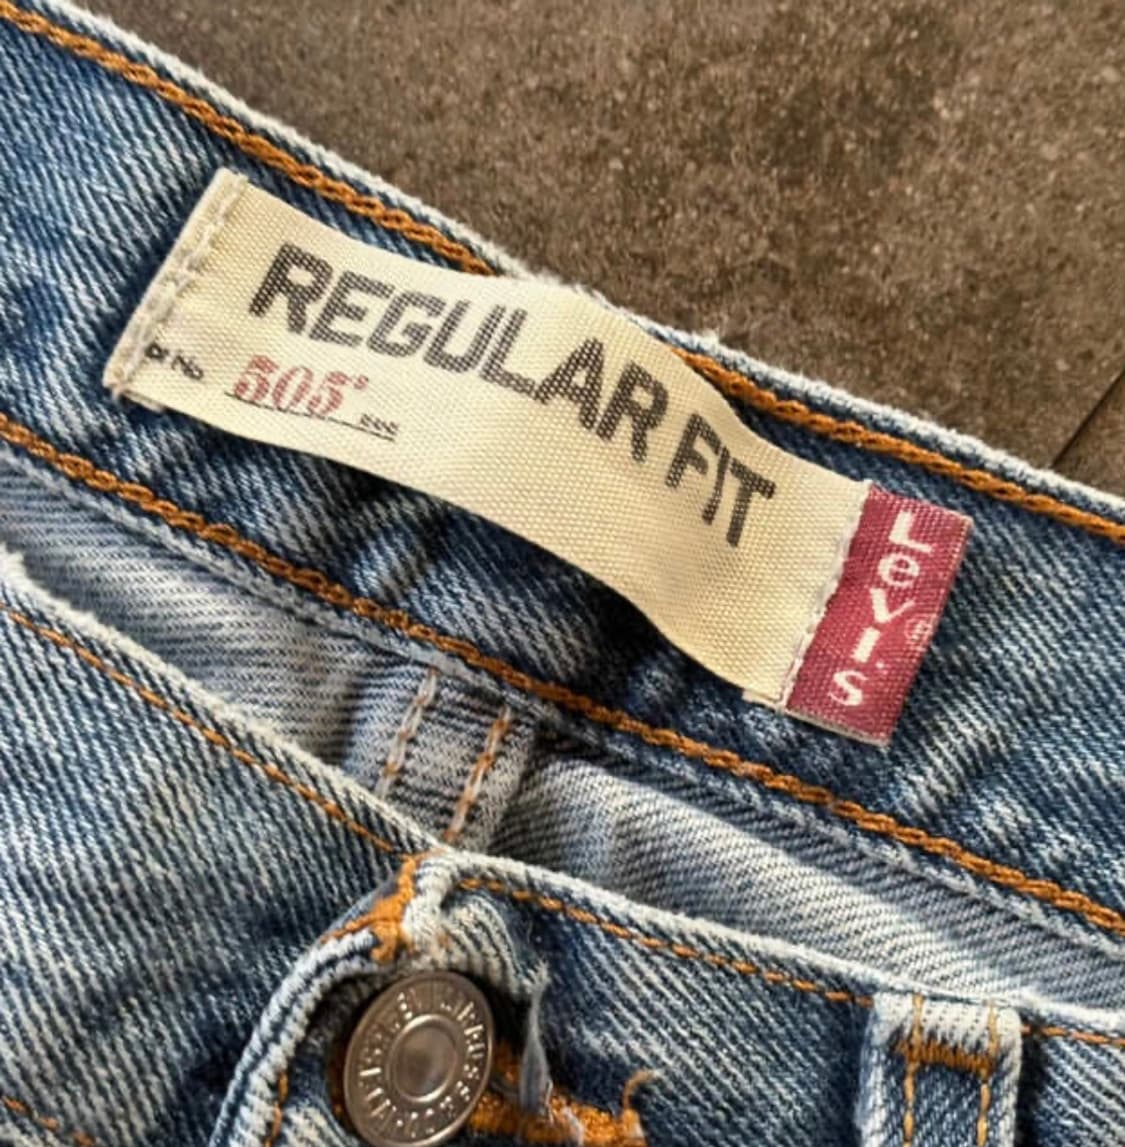 REGULAR FIT
505®
LeVI'S
®